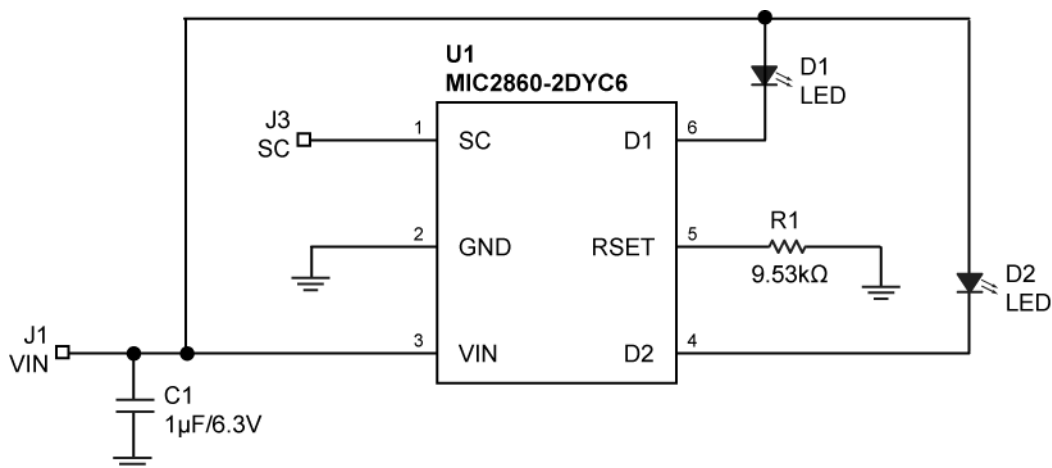 U1
MIC2860-2DYC6
D1
LED
J3
SC
1
SC
D1
6
2
GND
RSET
5
R1
9.53kΩ
D2
LED
J1
VIN
3
VIN
D2
4
C1
1µF/6.3V